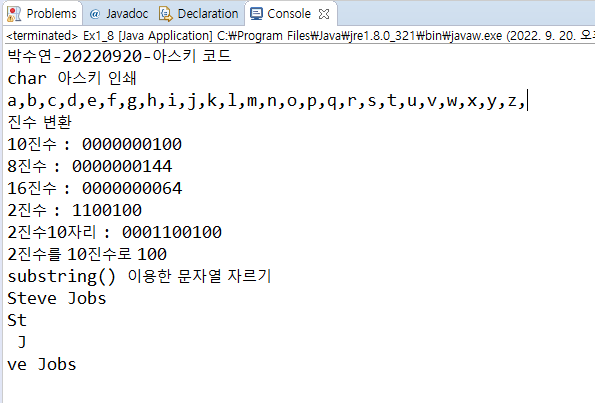 Problems @ Javadoc Declaration Console
<terminated> Ex1_8 [Java Application] C:₩Program Files₩Java₩jre1.8.0_321₩bin₩javaw.exe (2022. 9. 20.
박수연-20220920-아스키 코드
char 아스키 인쇄
a,b,c,d,e,f,g,h,i,j,k,l,m,n,o,p,q,r,s,t,u,v,w,x,y,z,
진수 변환
10진수 : 0000000100
8진수 : 0000000144
16진수 : 0000000064
2진수 : 1100100
2진수10자리 : 0001100100
2진수를 10진수로 100
substring() 이용한 문자열 자르기
Steve Jobs
St
 J
ve Jobs